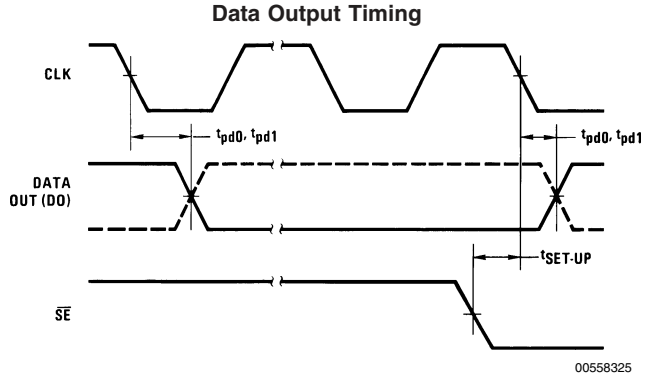 Data Output Timing
CLK
tpd0, tpd1
tpd0, tpd1
DATA
OUT (DO)
tSET-UP
SE
00558325